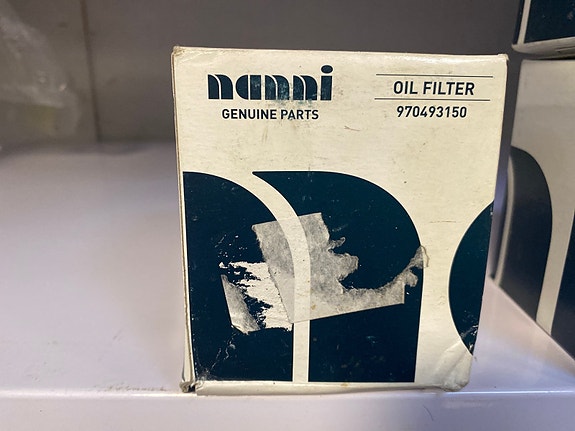 nanni
GENUINE PARTS
OIL FILTER
970493150